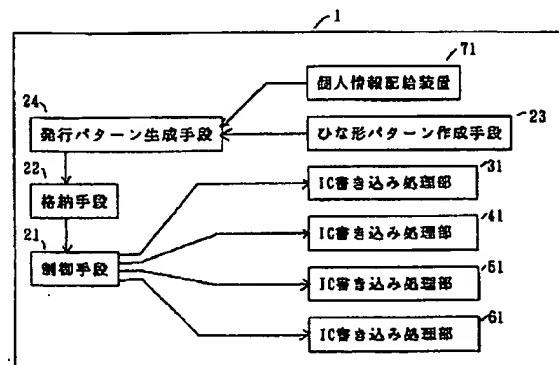 1
71
個人情報配給装置
24
発行パターン生成手段
23
ひな形パターン作成手段
22
格納手段
31
IC書き込み処理部
21
制御手段
41
IC書き込み処理部
51
IC書き込み処理部
61
IC書き込み処理部